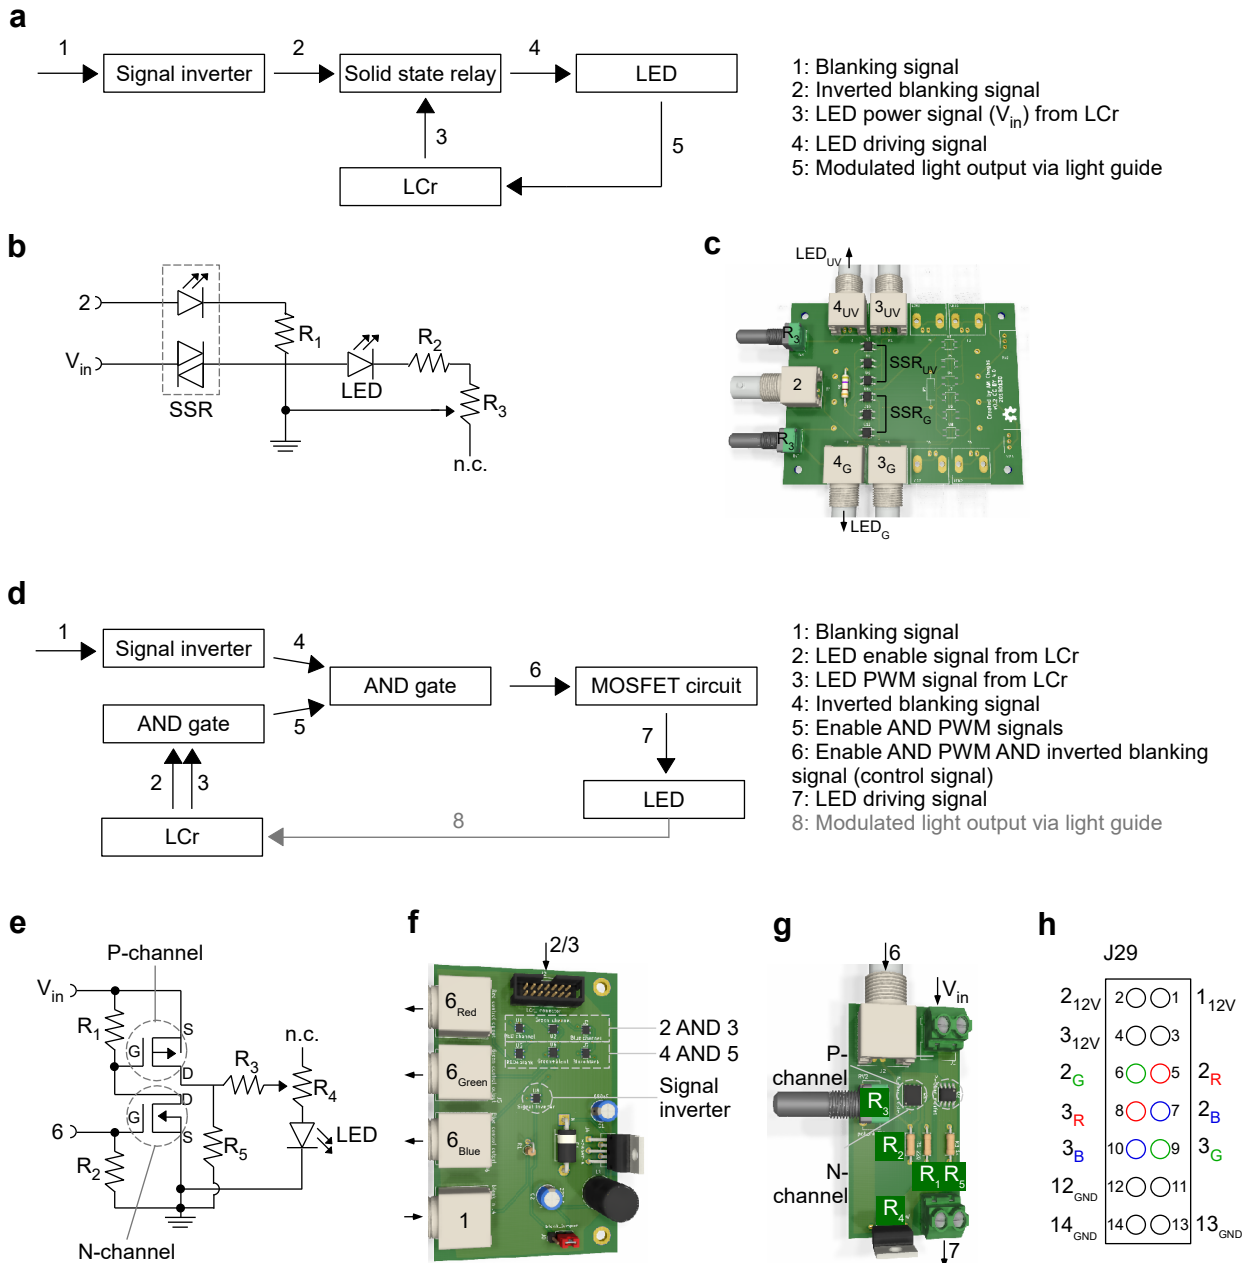 a
1
Signal inverter
2
Solid state relay
4
LED
3
5
LCr
1: Blanking signal
2: Inverted blanking signal
3: LED power signal (Vin) from LCr
4: LED driving signal
5: Modulated light output via light guide
b
2
Vin
SSR
R1
LED
R2
R3
n.c.
c
LEDUV
4UV
3UV
R3
2
SSRUV
SSRG
R3
4G
3G
LEDG
d
1
Signal inverter
4
AND gate
6
MOSFET circuit
AND gate
5
7
2
3
LED
LCr
8
1: Blanking signal
2: LED enable signal from LCr
3: LED PWM signal from LCr
4: Inverted blanking signal
5: Enable AND PWM signals
6: Enable AND PWM AND inverted blanking
signal (control signal)
7: LED driving signal
8: Modulated light output via light guide
e
P-channel
Vin
R1
S
G
D
n.c.
R3
R4
D
G
S
6
R2
R5
LED
N-channel
f
2/3
6Red
6Green
6Blue
1
2 AND 3
4 AND 5
Signal
inverter
g
6
Vin
P-
channel
R3
R2
R1 R5
N-
channel
R4
7
h
J29
212V 2 1 112V
312V 4 3
2G 6 5 2R
3R 8 7 2B
3B 10 9 3G
12GND 12 11
14GND 14 13 13GND